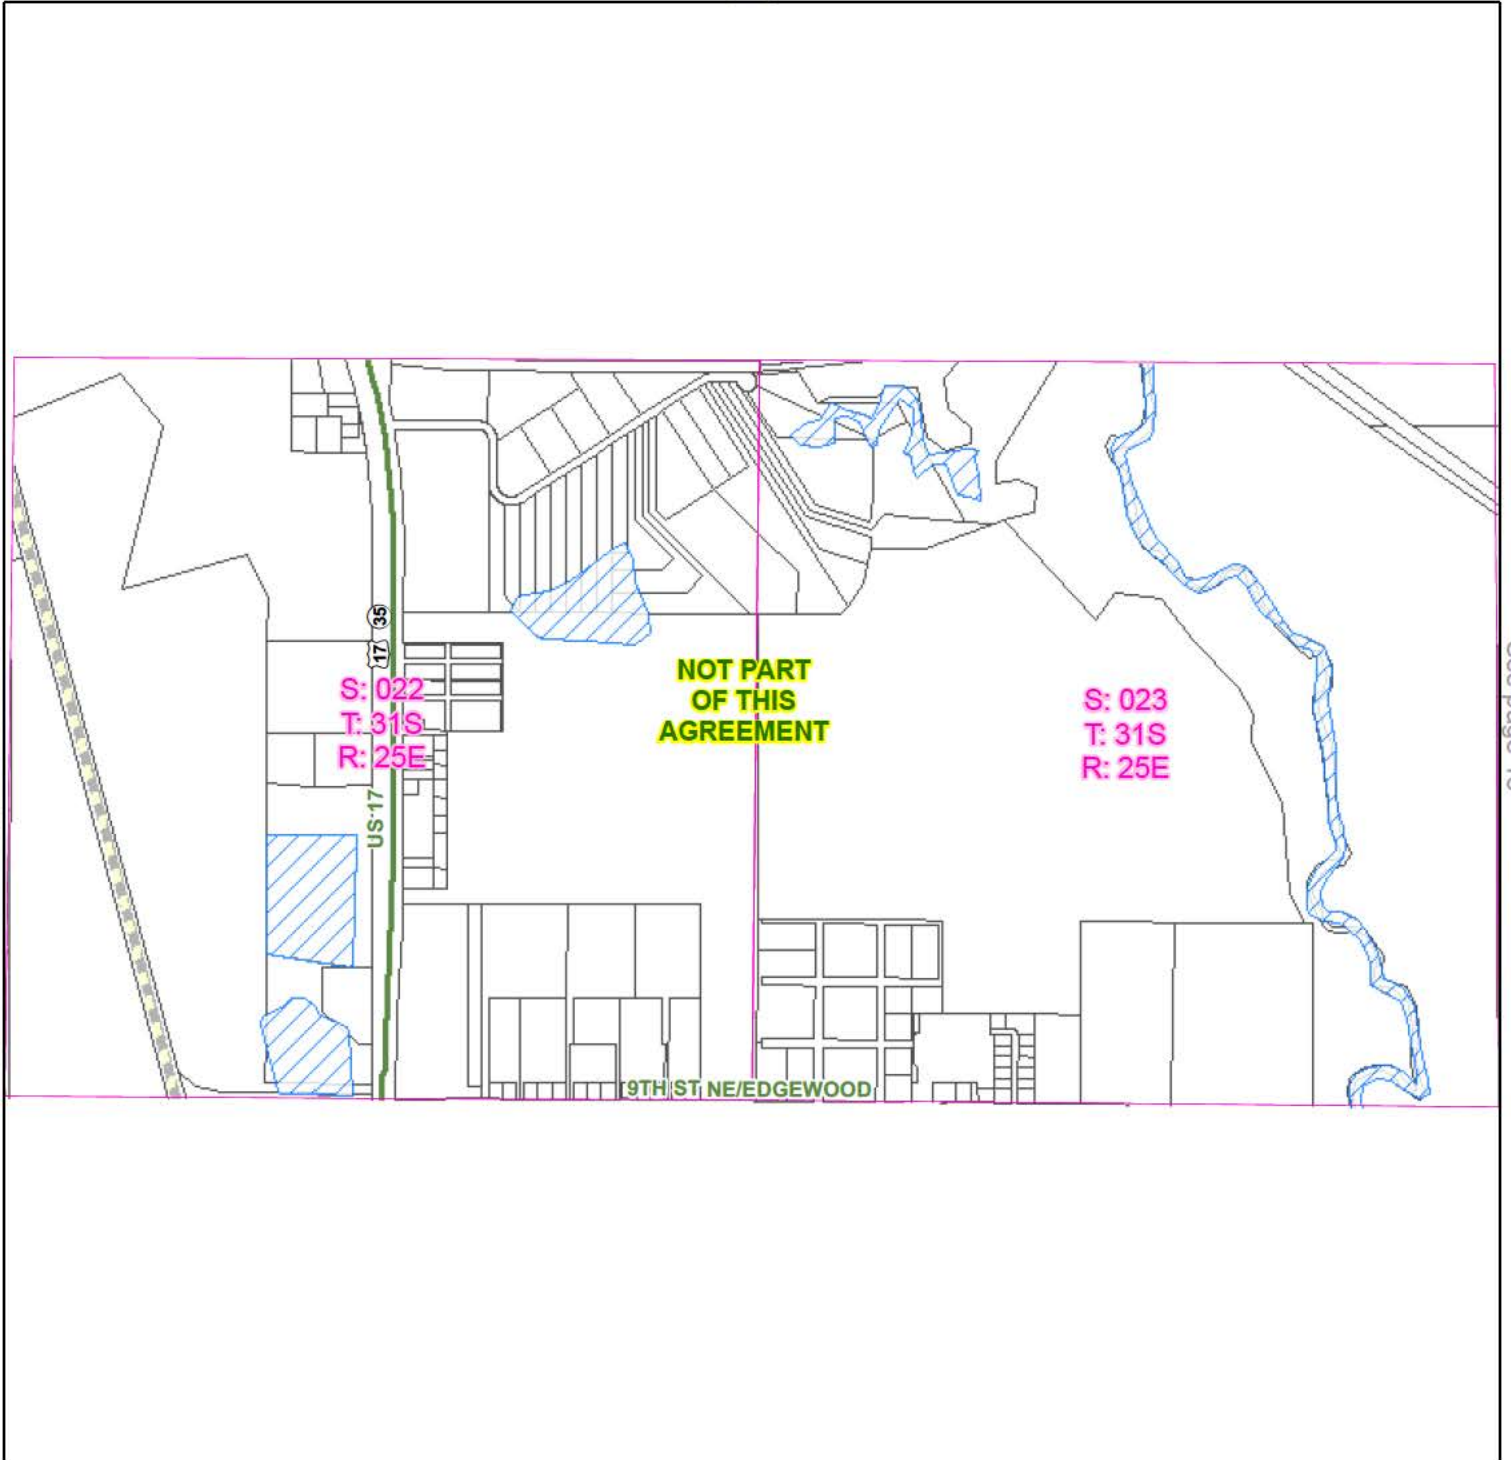 35
17
NOT PART
OF THIS
AGREEMENT
S: 022
T: 31S
R: 25E
S: 023
T: 31S
R: 25E
US 17
9TH ST NE/EDGEWOOD